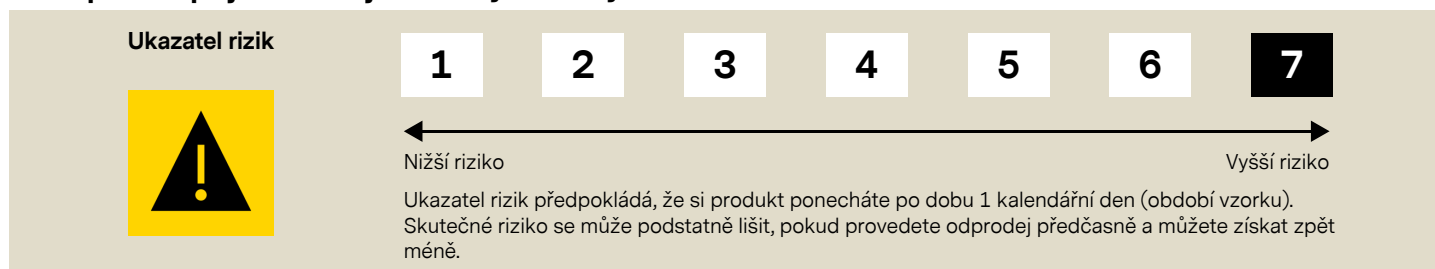 Ukazatel rizik
1 2 3 4 5 6 7
Nižší riziko Vyšší riziko
Ukazatel rizik předpokládá, že si produkt ponecháte po dobu 1 kalendářní den (období vzorku).
Skutečné riziko se může podstatně lišit, pokud provedete odprodej předčasně a můžete získat zpět
méně.